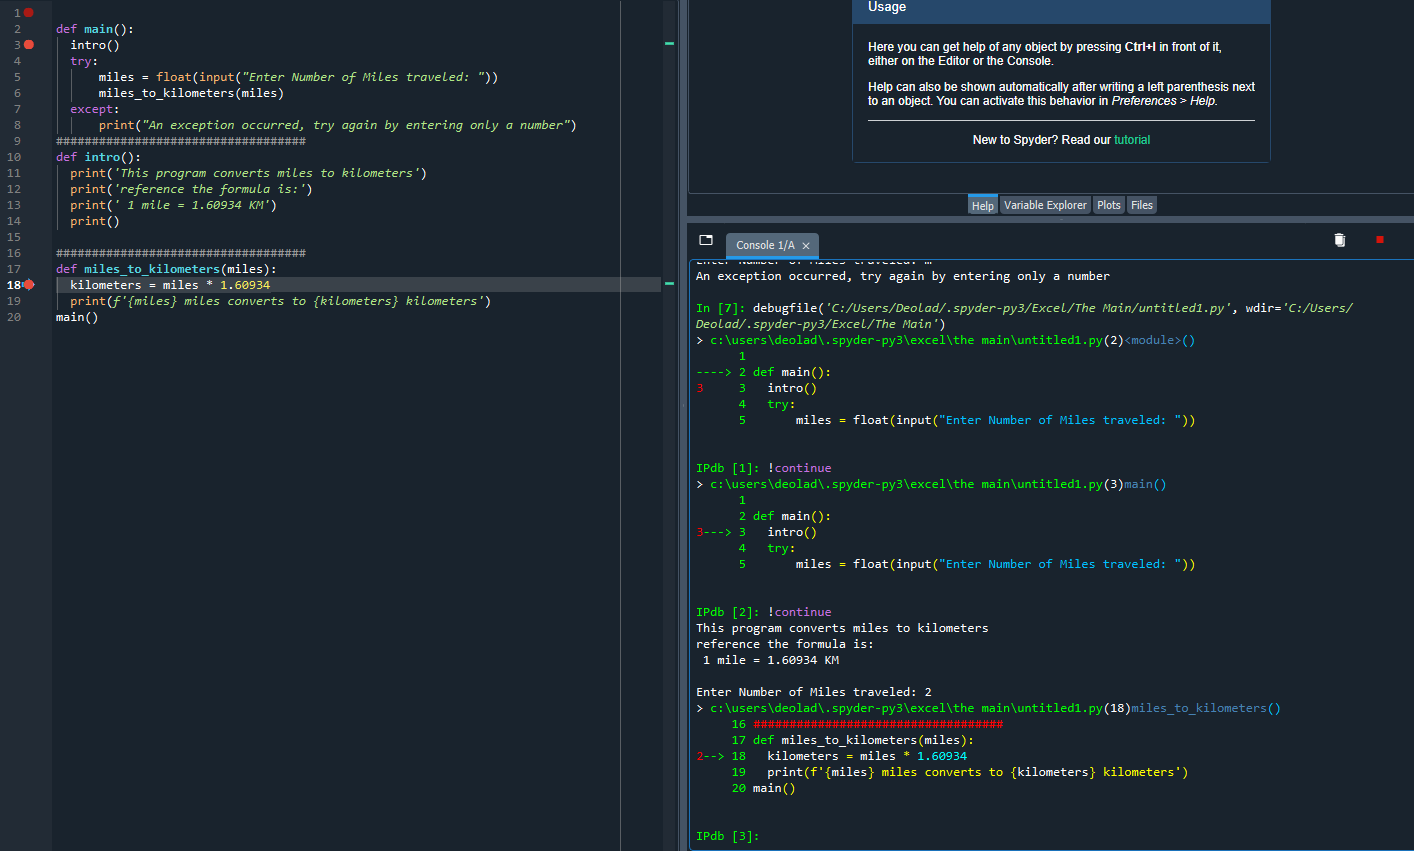 1
2 def main():
3 intro()
4 try:
5 miles = float(input("Enter Number of Miles traveled: "))
6 miles_to_kilometers(miles)
7 except:
8 print("An exception occurred, try again by entering only a number")
9 ###################################
10 def intro():
11 print('This program converts miles to kilometers')
12 print('reference the formula is:')
13 print(' 1 mile = 1.60934 KM')
14 print()
15
16 ###################################
17 def miles_to_kilometers(miles):
18 kilometers = miles * 1.60934
19 print(f'{miles} miles converts to {kilometers} kilometers')
20 main()
Usage
Here you can get help of any object by pressing Ctrl+I in front of it,
either on the Editor or the Console.
Help can also be shown automatically after writing a left parenthesis next
to an object. You can activate this behavior in Preferences > Help.
New to Spyder? Read our tutorial
Help Variable Explorer Plots Files
Console 1/A ×
Enter Number of Miles traveled: m
An exception occurred, try again by entering only a number
In [7]: debugfile('C:/Users/Deolad/.spyder-py3/Excel/The Main/untitled1.py', wdir='C:/Users/
Deolad/.spyder-py3/Excel/The Main')
> c:\users\deolad\.spyder-py3\excel\the main\untitled1.py(2)<module>()
1
----> 2 def main():
3 3 intro()
4 try:
5 miles = float(input("Enter Number of Miles traveled: "))
IPdb [1]: !continue
> c:\users\deolad\.spyder-py3\excel\the main\untitled1.py(3)main()
1
2 def main():
3---> 3 intro()
4 try:
5 miles = float(input("Enter Number of Miles traveled: "))
IPdb [2]: !continue
This program converts miles to kilometers
reference the formula is:
1 mile = 1.60934 KM
Enter Number of Miles traveled: 2
> c:\users\deolad\.spyder-py3\excel\the main\untitled1.py(18)miles_to_kilometers()
16 ###################################
17 def miles_to_kilometers(miles):
2--> 18 kilometers = miles * 1.60934
19 print(f'{miles} miles converts to {kilometers} kilometers')
20 main()
IPdb [3]: